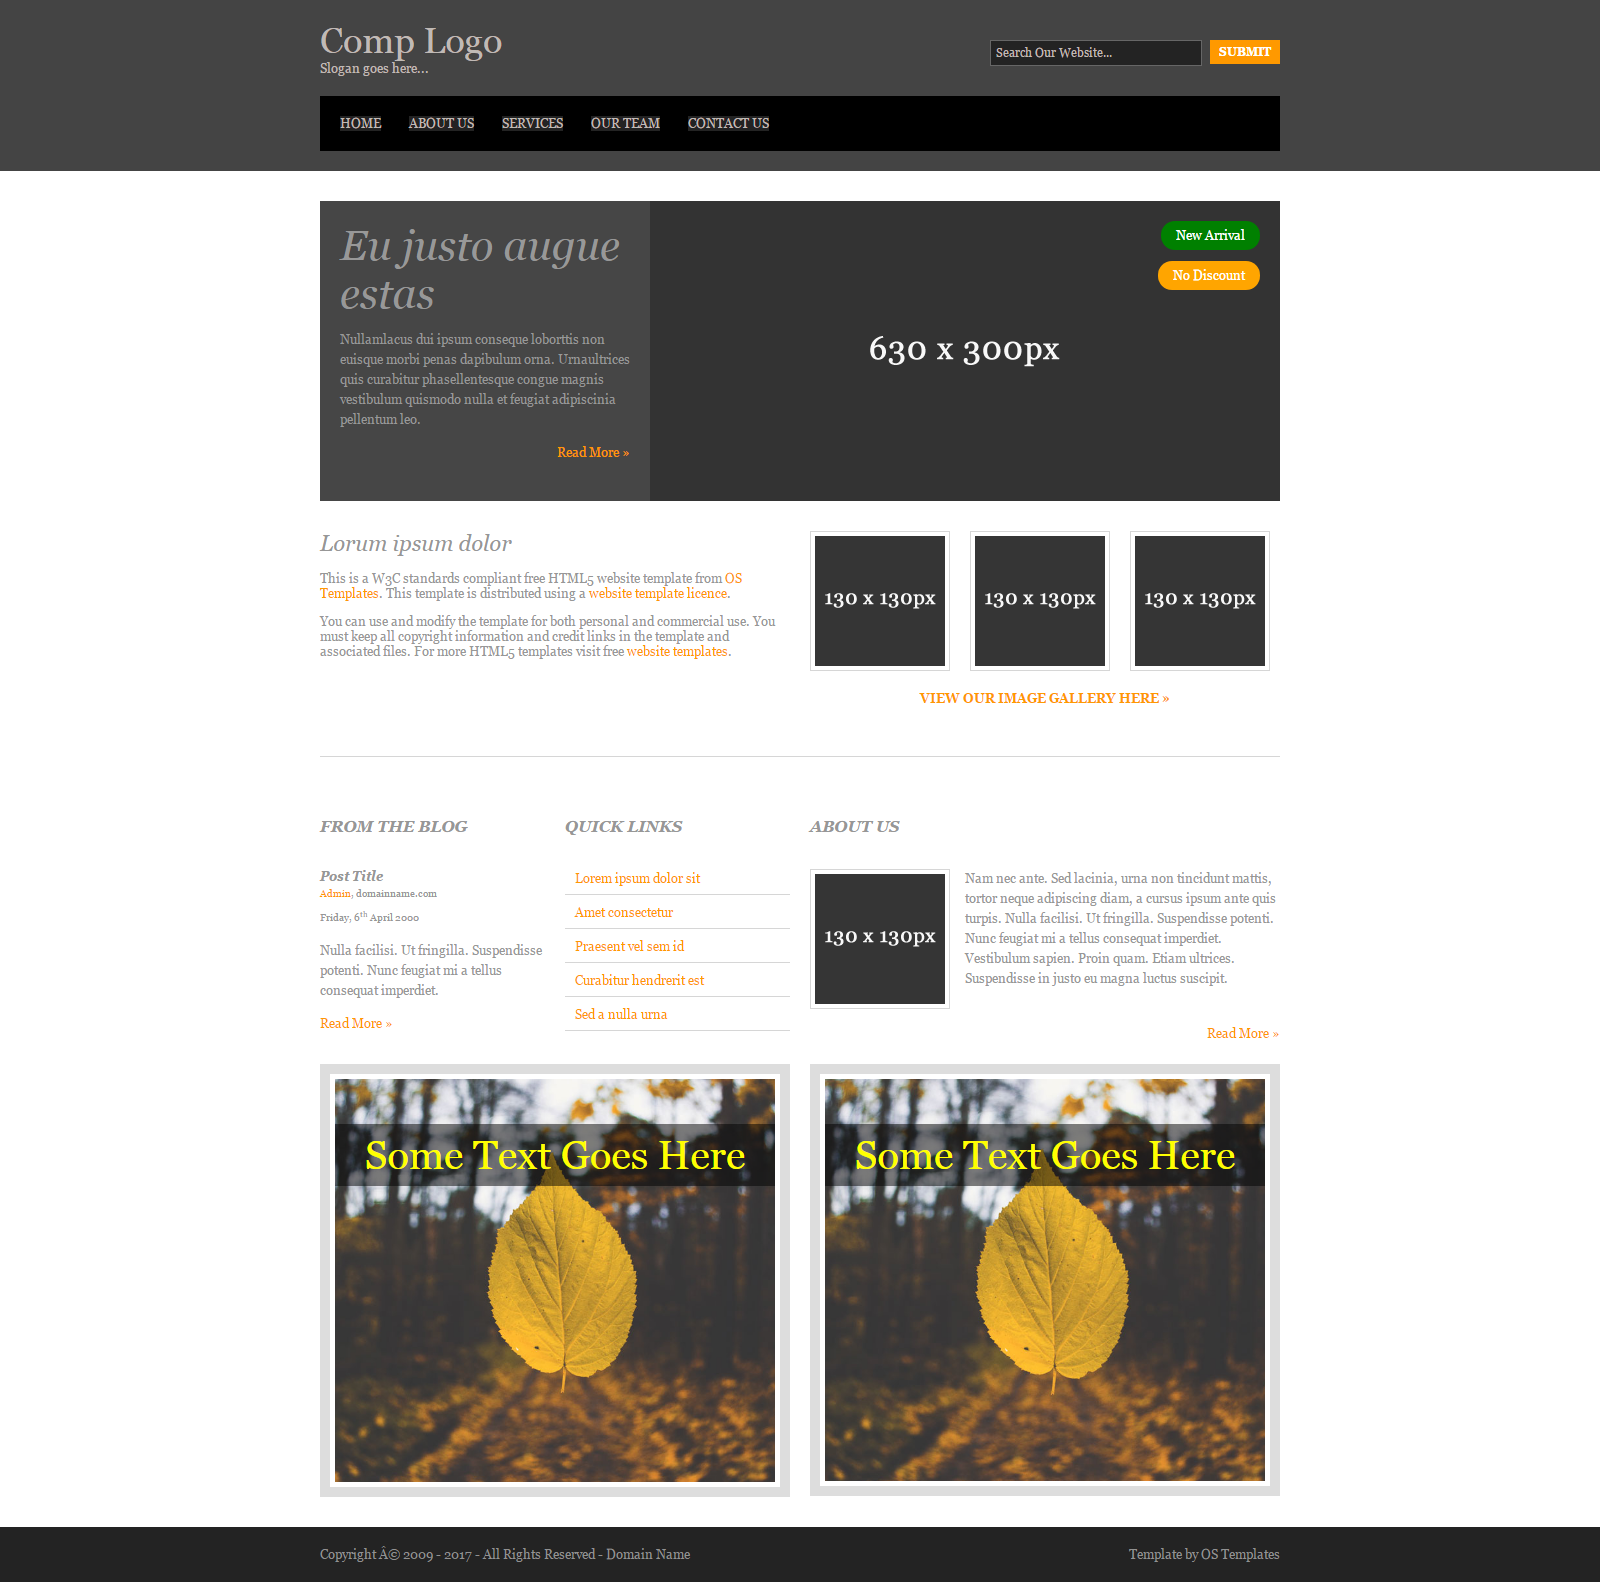 Comp Logo
Slogan goes here...
Search Our Website...
SUBMIT
HOME ABOUT US SERVICES OUR TEAM CONTACT US
Eu justo augue
estas
Nullamlacus dui ipsum conseque loborttis non
euisque morbi penas dapibulum orna. Urnaultrices
quis curabitur phasellentesque congue magnis
vestibulum quismodo nulla et feugiat adipiscinia
pellentum leo.
Read More »
New Arrival
No Discount
630 x 300px
Lorum ipsum dolor
This is a W3C standards compliant free HTML5 website template from OS
Templates. This template is distributed using a website template licence.
You can use and modify the template for both personal and commercial use. You
must keep all copyright information and credit links in the template and
associated files. For more HTML5 templates visit free website templates.
130 x 130px
130 x 130px
130 x 130px
VIEW OUR IMAGE GALLERY HERE »
FROM THE BLOG
Post Title
Admin, domainname.com
Friday, 6th April 2000
Nulla facilisi. Ut fringilla. Suspendisse
potenti. Nunc feugiat mi a tellus
consequat imperdiet.
Read More »
QUICK LINKS
Lorem ipsum dolor sit
Amet consectetur
Praesent vel sem id
Curabitur hendrerit est
Sed a nulla urna
ABOUT US
130 x 130px
Nam nec ante. Sed lacinia, urna non tincidunt mattis,
tortor neque adipiscing diam, a cursus ipsum ante quis
turpis. Nulla facilisi. Ut fringilla. Suspendisse potenti.
Nunc feugiat mi a tellus consequat imperdiet.
Vestibulum sapien. Proin quam. Etiam ultrices.
Suspendisse in justo eu magna luctus suscipit.
Read More »
Some Text Goes Here
Some Text Goes Here
Copyright Â© 2009 - 2017 - All Rights Reserved - Domain Name
Template by OS Templates